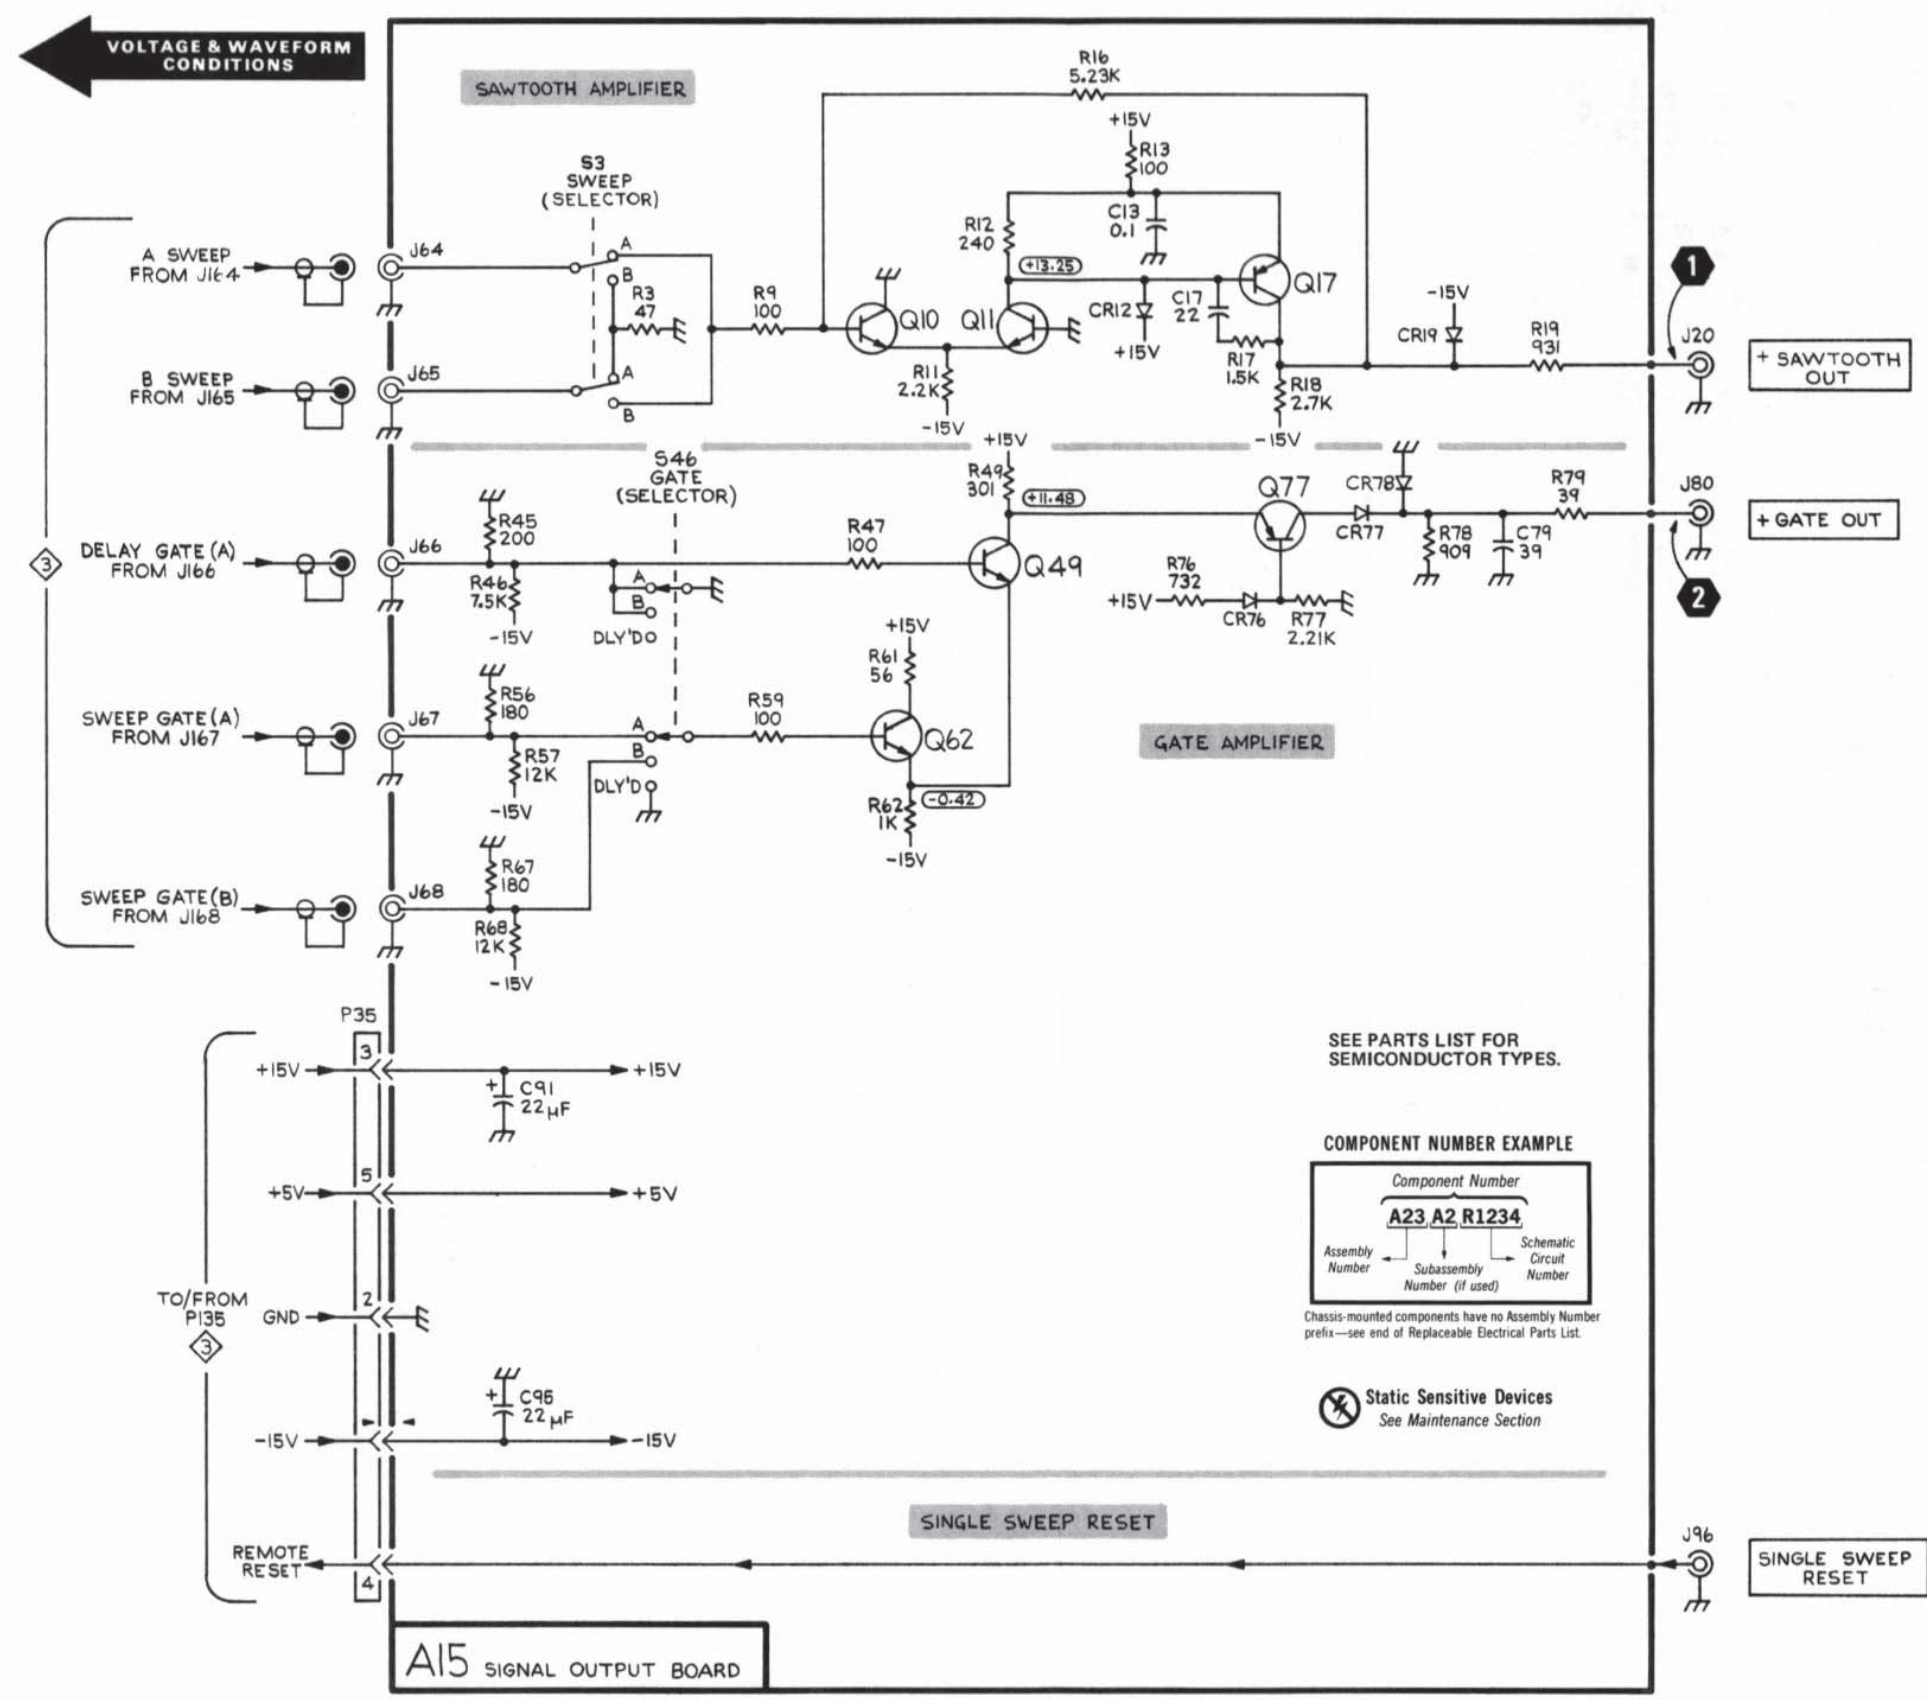 VOLTAGE & WAVEFORM
CONDITIONS
SAWTOOTH AMPLIFIER
R16
5.23K
+15V
R13
100
S3
SWEEP
(SELECTOR)
R12
240
C13
0.1
+13.25
A SWEEP
FROM J164
J64
A
B
R3
47
R9
100
Q10
Q11
CR12
+15V
C17
22
Q17
R17
1.5K
-15V
CR19
R19
931
1
J20
+ SAWTOOTH
OUT
B SWEEP
FROM J165
J65
A
B
R11
2.2K
-15V
R18
2.7K
-15V
+15V
S46
GATE
(SELECTOR)
R49
301
+11.48
Q77
CR78
R79
39
J80
+ GATE OUT
CR77
R78
909
C79
39
3
DELAY GATE (A)
FROM J166
J66
R45
200
R46
7.5K
-15V
A
B
DLY'D
R47
100
Q49
R76
732
+15V
CR76
R77
2.21K
2
+15V
R61
56
SWEEP GATE (A)
FROM J167
J67
R56
180
R57
12K
-15V
A
B
DLY'D
R59
100
Q62
GATE AMPLIFIER
-0.42
R62
1K
-15V
SWEEP GATE (B)
FROM J168
J68
R67
180
R68
12K
-15V
P35
3
+15V
+15V
+
C91
22µF
SEE PARTS LIST FOR
SEMICONDUCTOR TYPES.
COMPONENT NUMBER EXAMPLE
Component Number
A23 A2 R1234
Assembly
Number
Subassembly
Number (if used)
Schematic
Circuit
Number
Chassis-mounted components have no Assembly Number
prefix—see end of Replaceable Electrical Parts List.
5
+5V
+5V
TO/FROM
P135
3
2
GND
+
C95
22µF
-15V
-15V
Static Sensitive Devices
See Maintenance Section
SINGLE SWEEP RESET
REMOTE
RESET
4
J96
SINGLE SWEEP
RESET
A15 SIGNAL OUTPUT BOARD